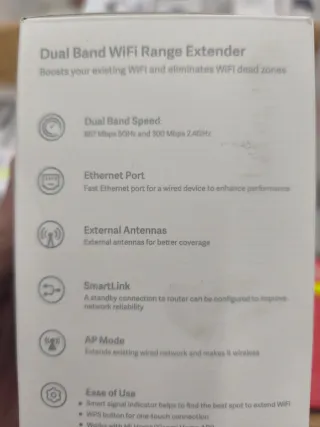 Dual Band WiFi Range Extender
Boosts your existing WiFi and eliminates WiFi dead zones
Dual Band Speed
867 Mbps 5GHz and 300 Mbps 2.4GHz
Ethernet Port
Fast Ethernet port for a wired device to enhance performance
External Antennas
External antennas for better coverage
SmartLink
A standby connection to router can be configured to improve
network reliability
AP Mode
Extends existing wired network and makes it wireless
Ease of Use
• Smart signal indicator helps to find the best spot to extend WiFi
• WPS button for one touch connection
• Works with